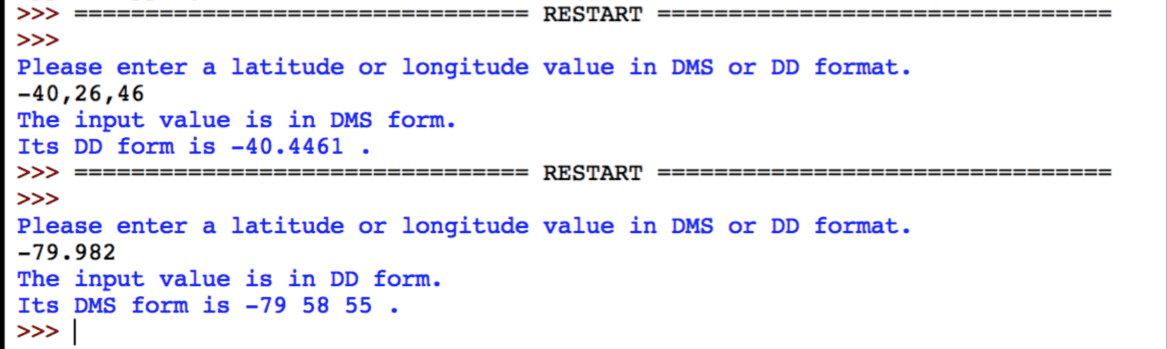 >>> ================================ RESTART ================================
>>>
Please enter a latitude or longitude value in DMS or DD format.
-40,26,46
The input value is in DMS form.
Its DD form is -40.4461 .
>>> ================================ RESTART ================================
>>>
Please enter a latitude or longitude value in DMS or DD format.
-79.982
The input value is in DD form.
Its DMS form is -79 58 55 .
>>>